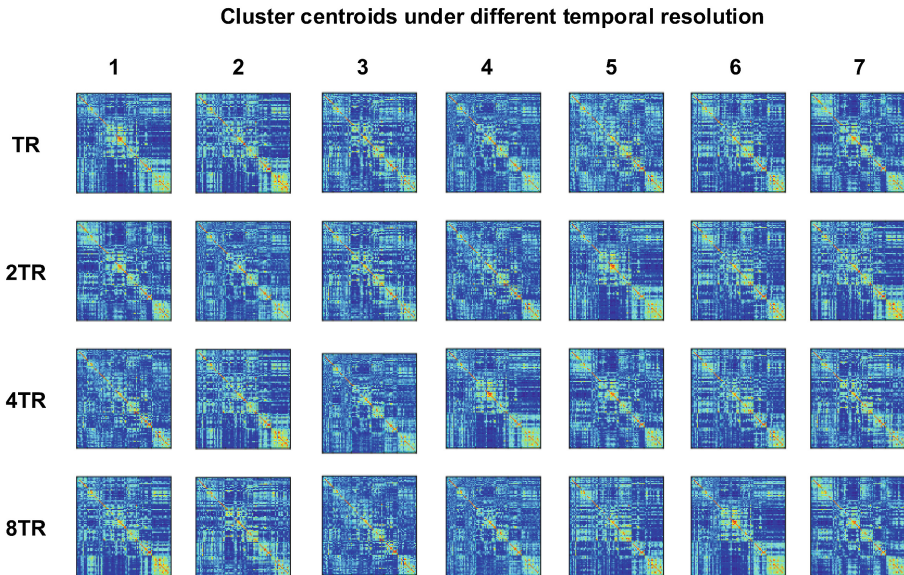 Cluster centroids under different temporal resolution
1 2 3 4 5 6 7
TR
2TR
4TR
8TR